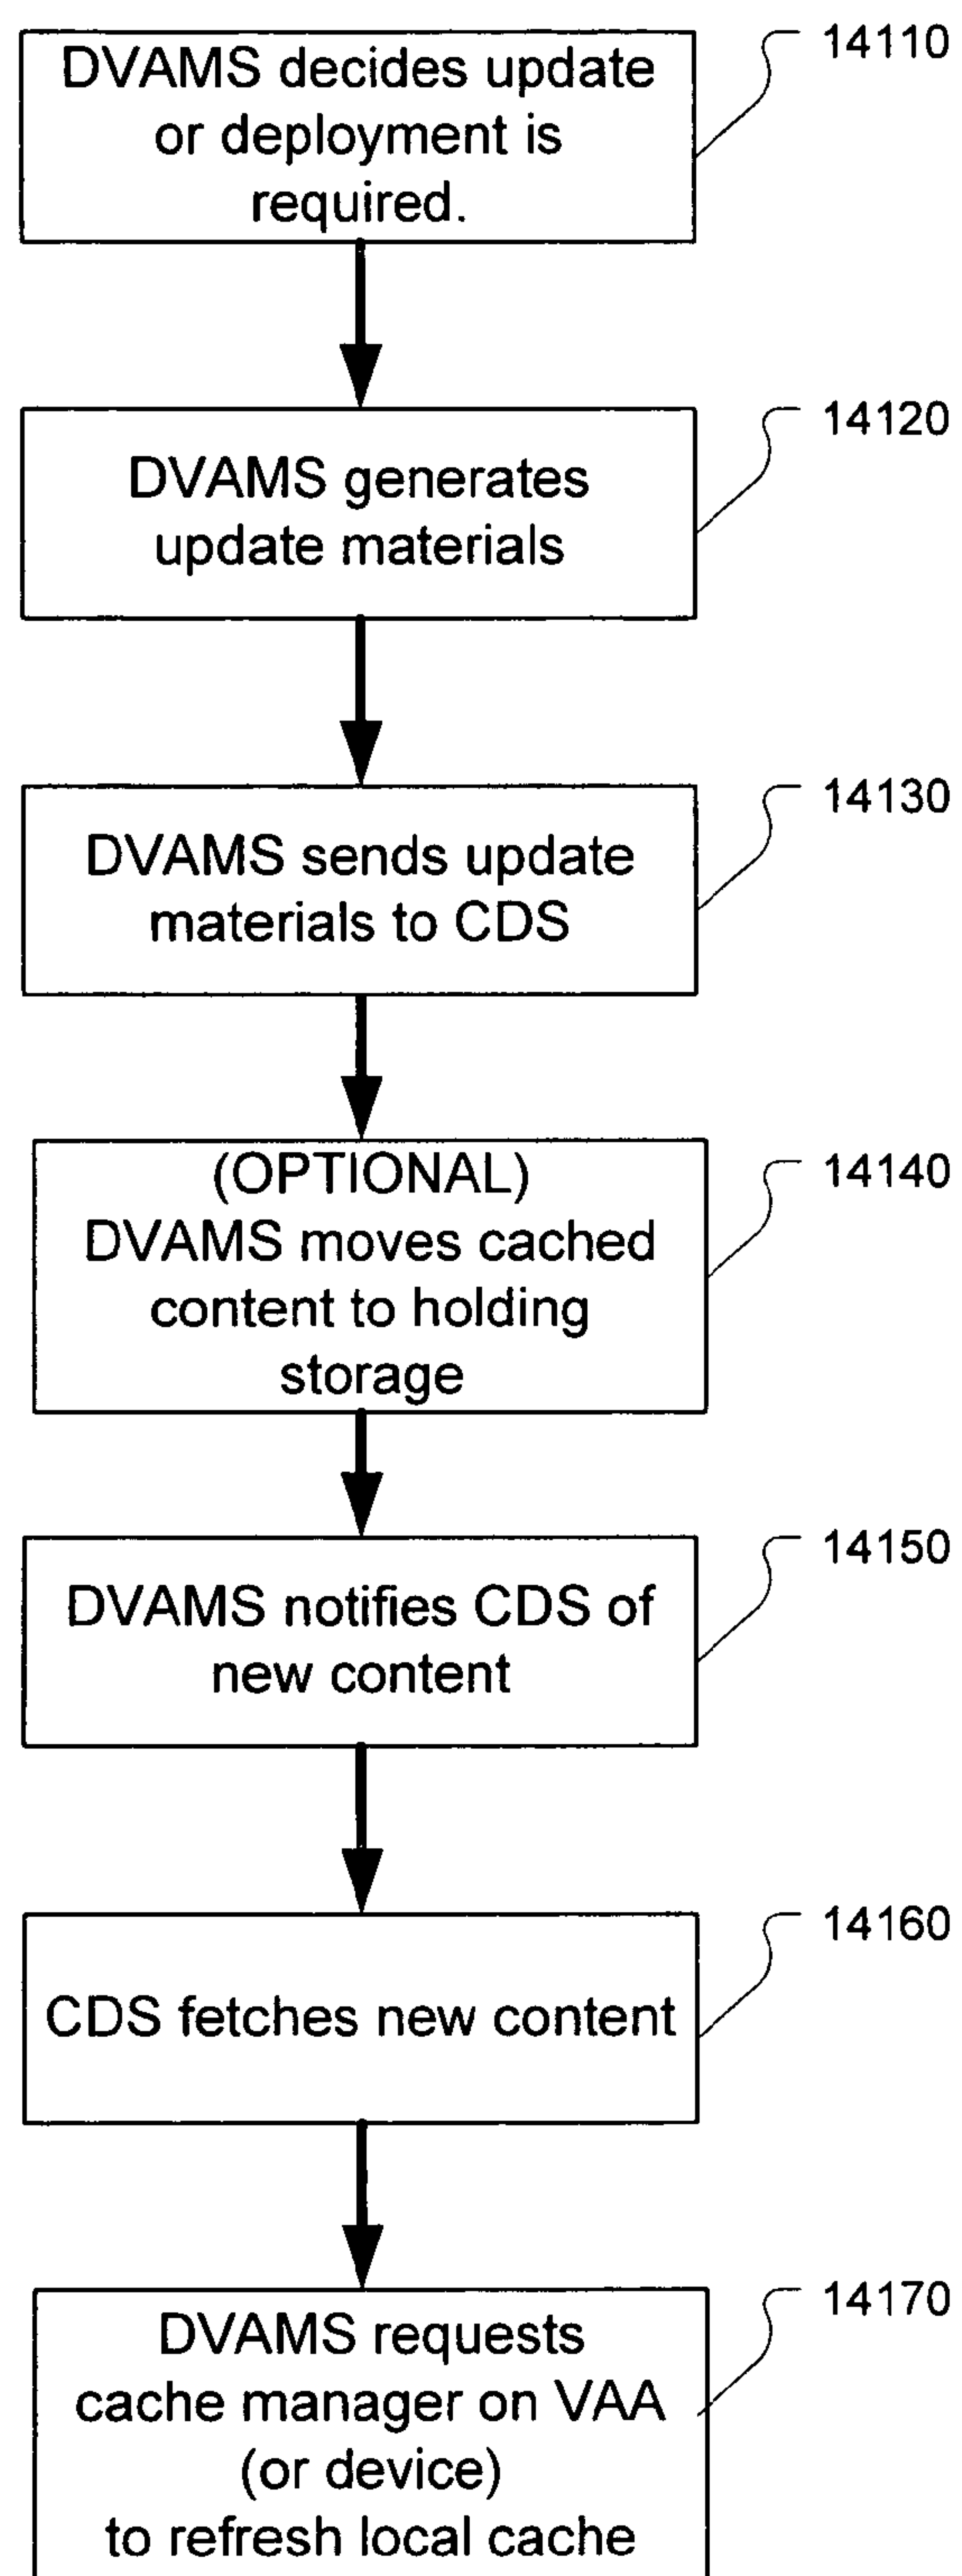 14110
DVAMS decides update
or deployment is
required.
14120
DVAMS generates
update materials
14130
DVAMS sends update
materials to CDS
14140
(OPTIONAL)
DVAMS moves cached
content to holding
storage
14150
DVAMS notifies CDS of
new content
14160
CDS fetches new content
14170
DVAMS requests
cache manager on VAA
(or device)
to refresh local cache